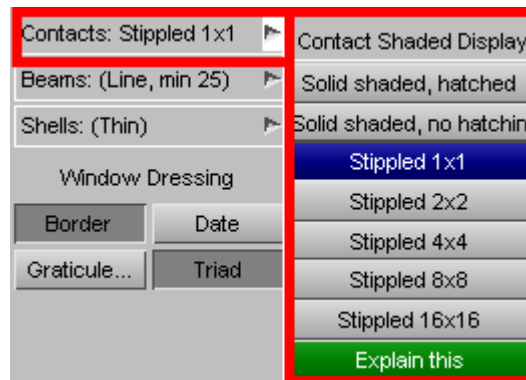 Contacts: Stippled 1x1
Beams: (Line, min 25)
Shells: (Thin)
Window Dressing
Border
Date
Graticule...
Triad
Contact Shaded Display
Solid shaded, hatched
Solid shaded, no hatchin
Stippled 1x1
Stippled 2x2
Stippled 4x4
Stippled 8x8
Stippled 16x16
Explain this